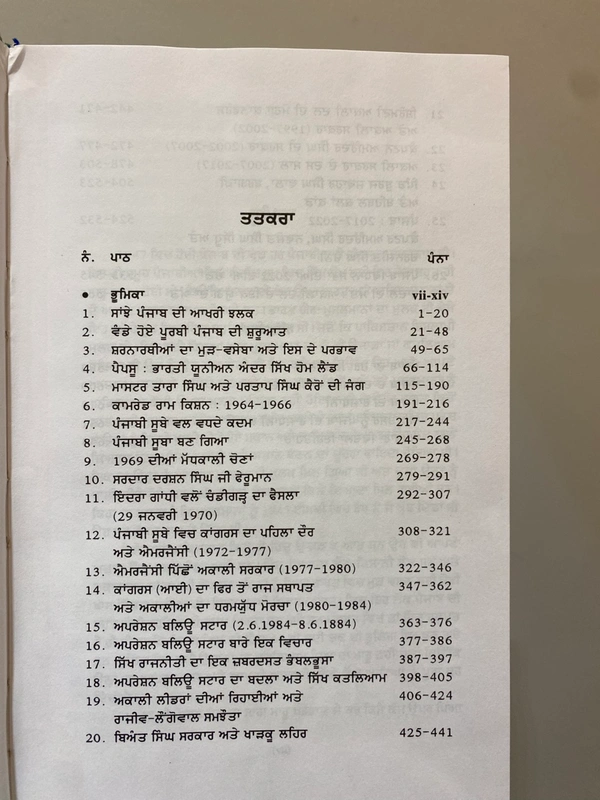 ਤਤਕਰਾ
ਨੰ. ਪਾਠ ਪੰਨਾ
• ਭੂਮਿਕਾ vii-xiv
1. ਸਾਂਝੇ ਪੰਜਾਬ ਦੀ ਆਖਰੀ ਝਲਕ 1-20
2. ਵੰਡੇ ਹੋਏ ਪੂਰਬੀ ਪੰਜਾਬ ਦੀ ਸ਼ੁਰੂਆਤ 21-48
3. ਸ਼ਰਨਾਰਥੀਆਂ ਦਾ ਮੁੜ-ਵਸੇਬਾ ਅਤੇ ਇਸ ਦੇ ਪਰਭਾਵ 49-65
4. ਪੈਪਸੂ : ਭਾਰਤੀ ਯੂਨੀਅਨ ਅੰਦਰ ਸਿੱਖ ਹੋਮ ਲੈਂਡ 66-114
5. ਮਾਸਟਰ ਤਾਰਾ ਸਿੰਘ ਅਤੇ ਪਰਤਾਪ ਸਿੰਘ ਕੈਰੋਂ ਦੀ ਜੰਗ 115-190
6. ਕਾਮਰੇਡ ਰਾਮ ਕਿਸ਼ਨ : 1964-1966 191-216
7. ਪੰਜਾਬੀ ਸੂਬੇ ਵਲ ਵਧਦੇ ਕਦਮ 217-244
8. ਪੰਜਾਬੀ ਸੂਬਾ ਬਣ ਗਿਆ 245-268
9. 1969 ਦੀਆਂ ਮੱਧਕਾਲੀ ਚੋਣਾਂ 269-278
10. ਸਰਦਾਰ ਦਰਸ਼ਨ ਸਿੰਘ ਜੀ ਫੇਰੂਮਾਨ 279-291
11. ਇੰਦਰਾ ਗਾਂਧੀ ਵਲੋਂ ਚੰਡੀਗੜ੍ਹ ਦਾ ਫੈਸਲਾ 292-307
(29 ਜਨਵਰੀ 1970)
12. ਪੰਜਾਬੀ ਸੂਬੇ ਵਿਚ ਕਾਂਗਰਸ ਦਾ ਪਹਿਲਾ ਦੌਰ 308-321
ਅਤੇ ਐਮਰਜੈਂਸੀ (1972-1977)
13. ਐਮਰਜੈਂਸੀ ਪਿੱਛੋਂ ਅਕਾਲੀ ਸਰਕਾਰ (1977-1980) 322-346
14. ਕਾਂਗਰਸ (ਆਈ) ਦਾ ਫਿਰ ਤੋਂ ਰਾਜ ਸਥਾਪਤ 347-362
ਅਤੇ ਅਕਾਲੀਆਂ ਦਾ ਧਰਮਯੁੱਧ ਮੋਰਚਾ (1980-1984)
15. ਅਪਰੇਸ਼ਨ ਬਲਿਊ ਸਟਾਰ (2.6.1984-8.6.1884) 363-376
16. ਅਪਰੇਸ਼ਨ ਬਲਿਊ ਸਟਾਰ ਬਾਰੇ ਇਕ ਵਿਚਾਰ 377-386
17. ਸਿੱਖ ਰਾਜਨੀਤੀ ਦਾ ਇਕ ਜ਼ਬਰਦਸਤ ਭੰਬਲਭੂਸਾ 387-397
18. ਅਪਰੇਸ਼ਨ ਬਲਿਊ ਸਟਾਰ ਦਾ ਬਦਲਾ ਅਤੇ ਸਿੱਖ ਕਤਲਿਆਮ 398-405
19. ਅਕਾਲੀ ਲੀਡਰਾਂ ਦੀਆਂ ਰਿਹਾਈਆਂ ਅਤੇ 406-424
ਰਾਜੀਵ-ਲੌਂਗੋਵਾਲ ਸਮਝੌਤਾ
20. ਬਿਅੰਤ ਸਿੰਘ ਸਰਕਾਰ ਅਤੇ ਖਾੜਕੂ ਲਹਿਰ 425-441